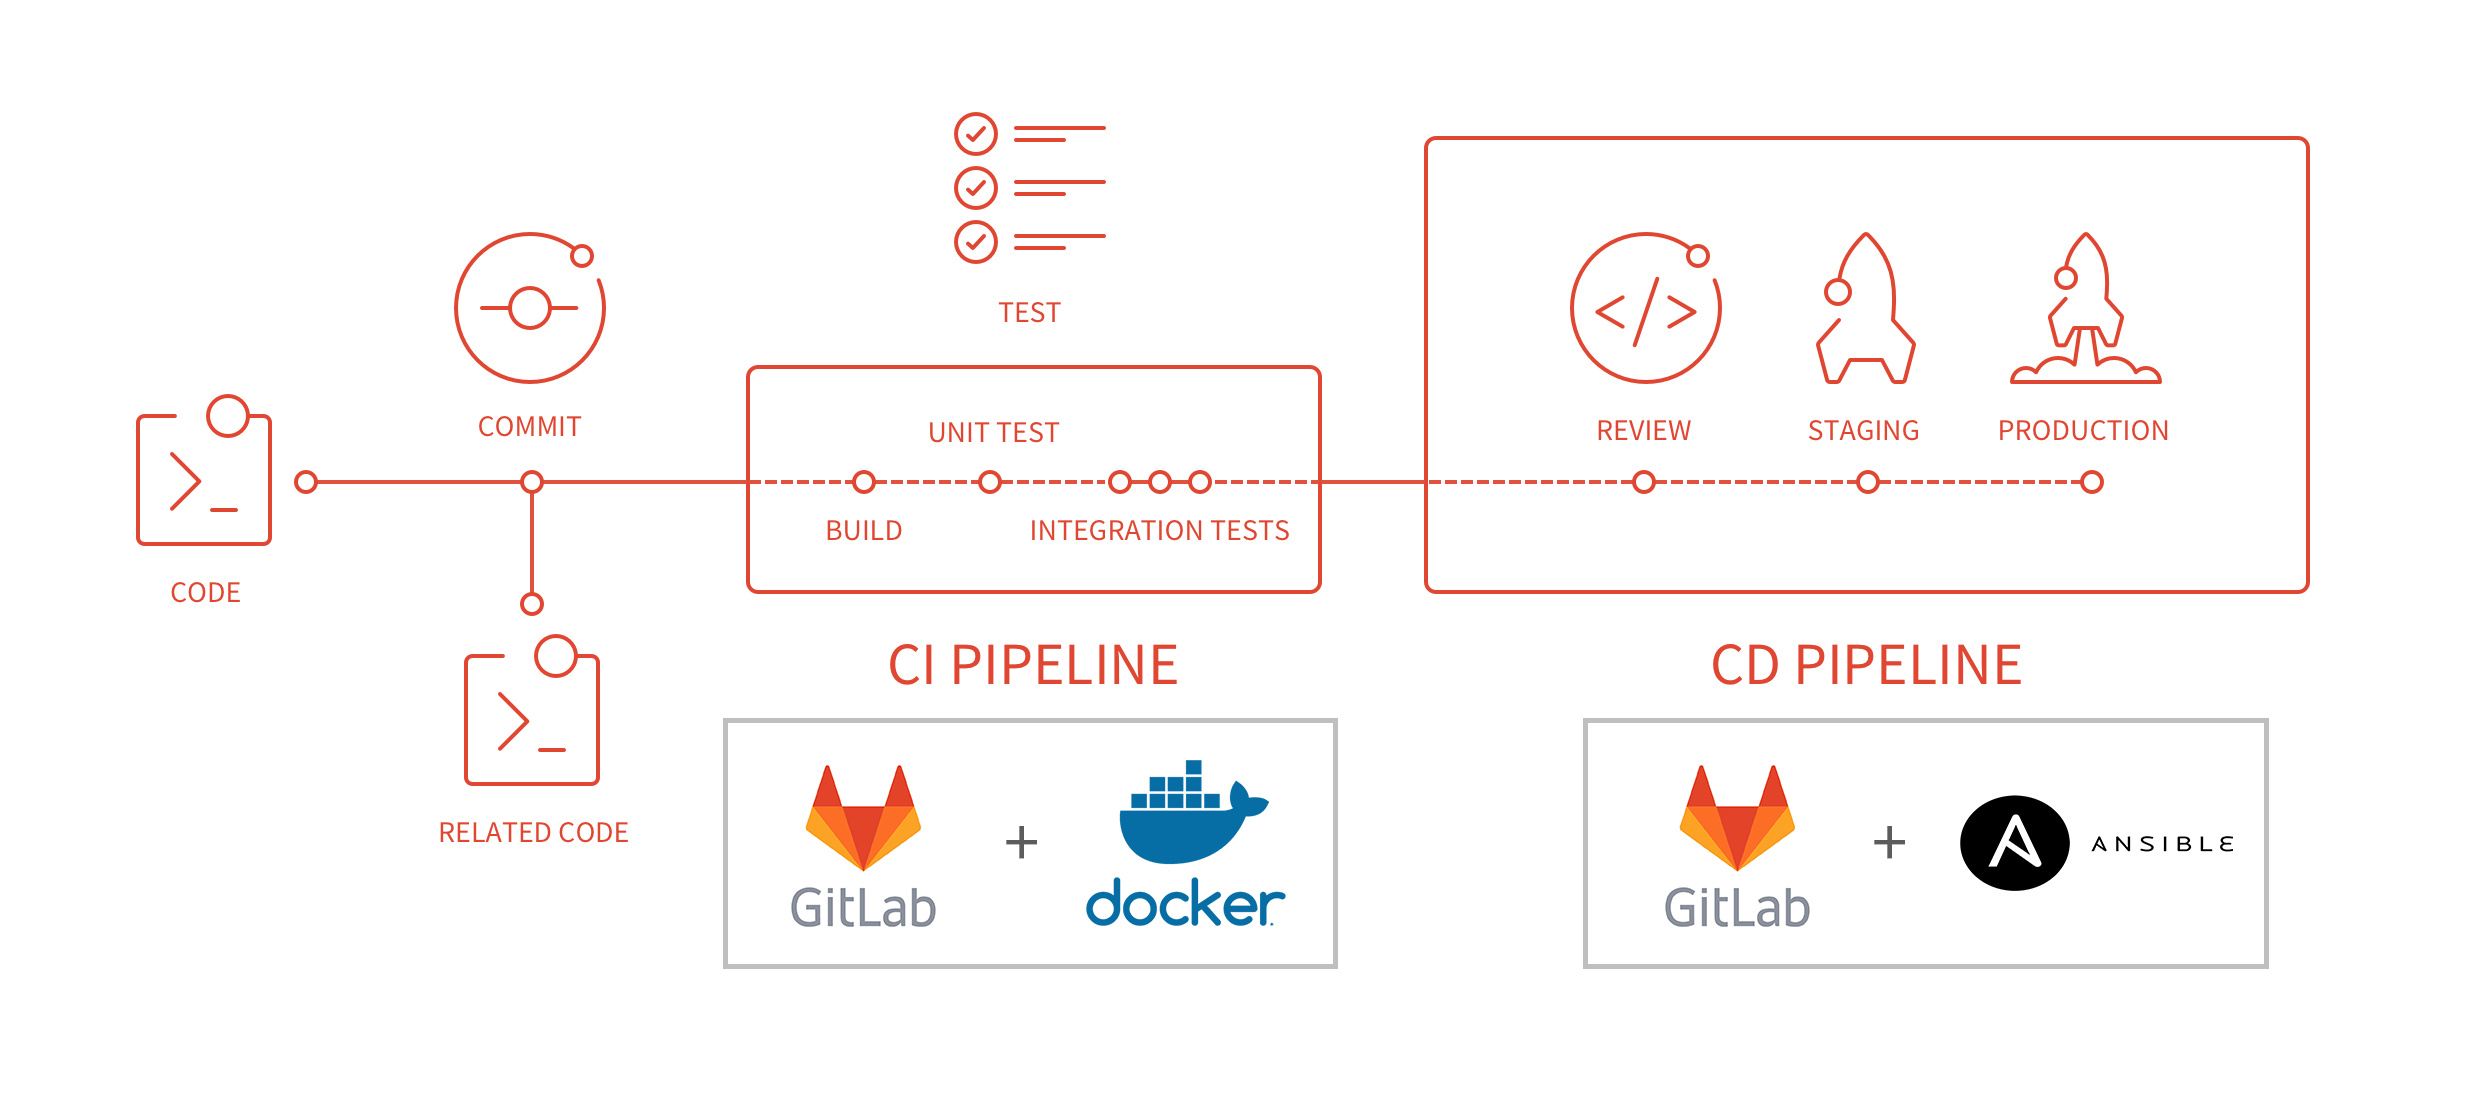 TEST
COMMIT
UNIT TEST
REVIEW
STAGING
PRODUCTION
BUILD
INTEGRATION TESTS
CODE
RELATED CODE
CI PIPELINE
CD PIPELINE
GitLab
+
docker
GitLab
+
ANSIBLE